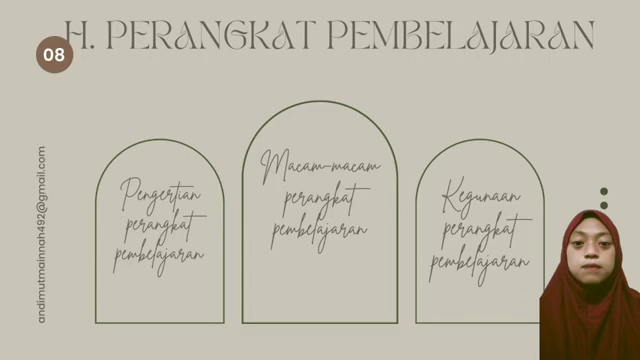 H. PERANGKAT PEMBELAJARAN
08
andimutmainnah492@gmail.com
Pengertian
perangkat
pembelajaran
Macam-macam
perangkat
pembelajaran
Kegunaan
perangkat
pembelajaran